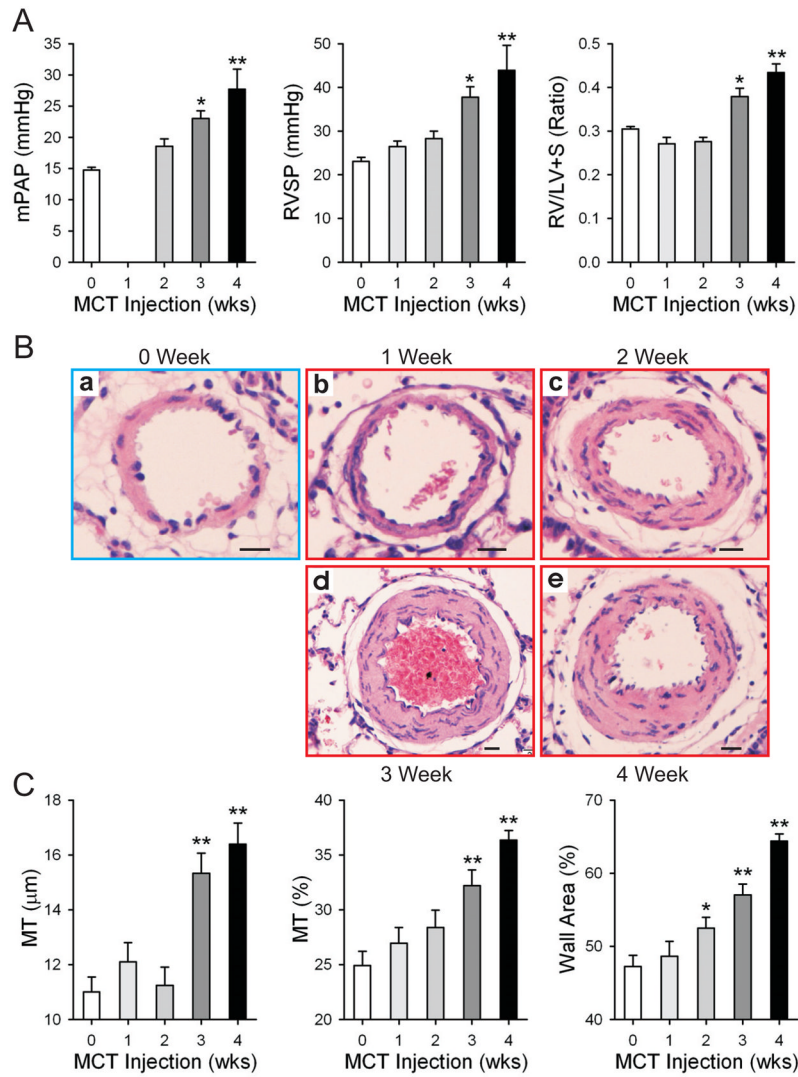 A
mPAP (mmHg)
35
30
25
20
15
10
5
0
*
**
0 1 2 3 4
MCT Injection (wks)
RVSP (mmHg)
50
40
30
20
10
0
*
**
0 1 2 3 4
MCT Injection (wks)
RV/LV+S (Ratio)
0.5
0.4
0.3
0.2
0.1
0.0
*
**
0 1 2 3 4
MCT Injection (wks)
B
0 Week 1 Week 2 Week
a b c
d e
3 Week 4 Week
C
MT (μm)
18
16
14
12
10
**
**
0 1 2 3 4
MCT Injection (wks)
MT (%)
40
35
30
25
20
**
**
0 1 2 3 4
MCT Injection (wks)
Wall Area (%)
70
60
50
40
*
**
**
0 1 2 3 4
MCT Injection (wks)